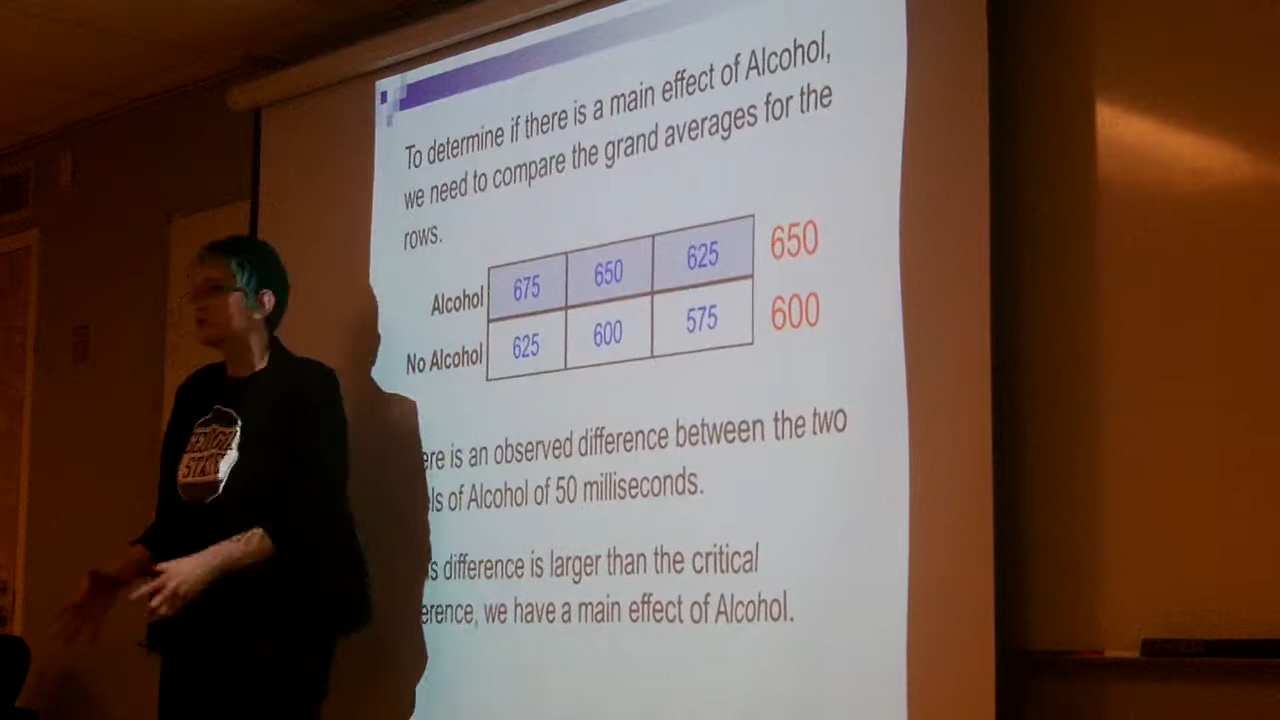 To determine if there is a main effect of Alcohol,
we need to compare the grand averages for the
rows.
Alcohol 675 650 625 650
No Alcohol 625 600 575 600
ere is an observed difference between the two
ls of Alcohol of 50 milliseconds.
s difference is larger than the critical
erence, we have a main effect of Alcohol.